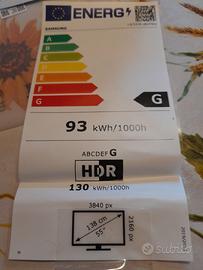 ENERG
SAMSUNG
A
B
C
D
E
F
G
G
93 kWh/1000h
ABCDEFG
HDR
130 kWh/1000h
3840 px
138 cm
55"
2160 px
Subito